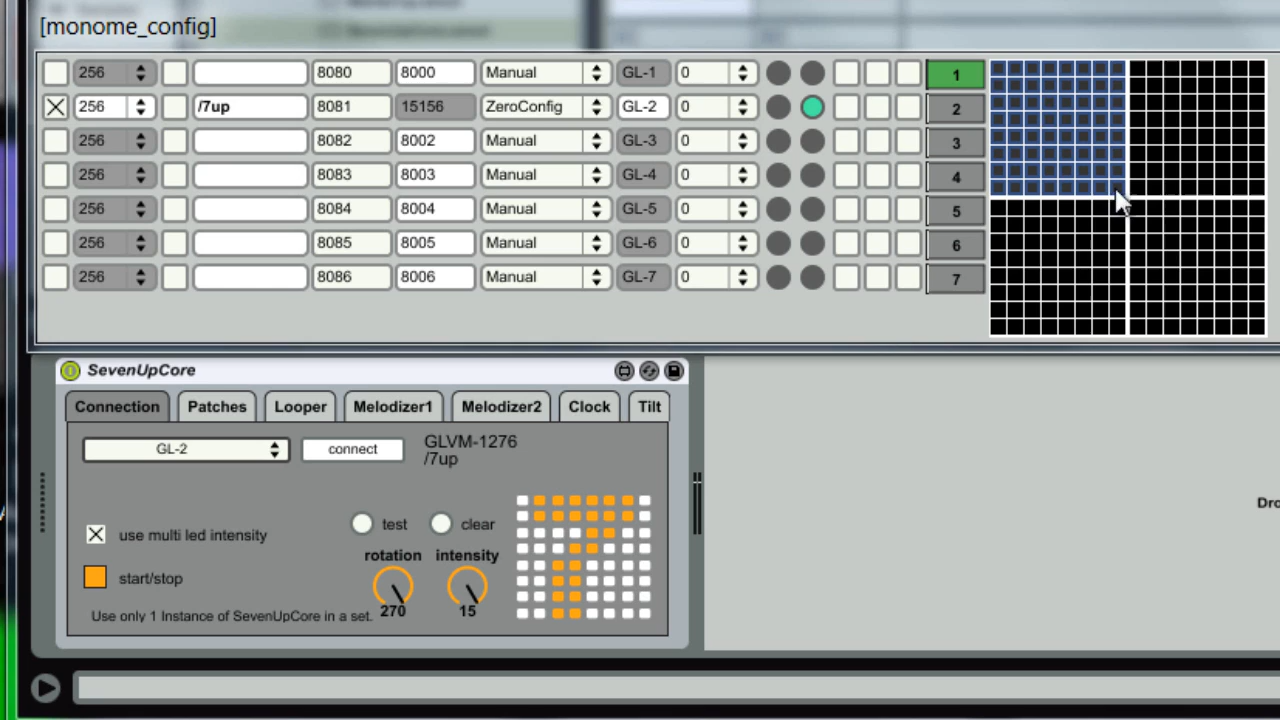 [monome_config]
256 8080 8000 Manual GL-1 0 1
256 /7up 8081 15156 ZeroConfig GL-2 0 2
256 8082 8002 Manual GL-3 0 3
256 8083 8003 Manual GL-4 0 4
256 8084 8004 Manual GL-5 0 5
256 8085 8005 Manual GL-6 0 6
256 8086 8006 Manual GL-7 0 7
SevenUpCore
Connection Patches Looper Melodizer1 Melodizer2 Clock Tilt
GL-2 connect GLVM-1276
/7up
Dro
test clear
use multi led intensity
rotation intensity
start/stop
270 15
Use only 1 Instance of SevenUpCore in a set.